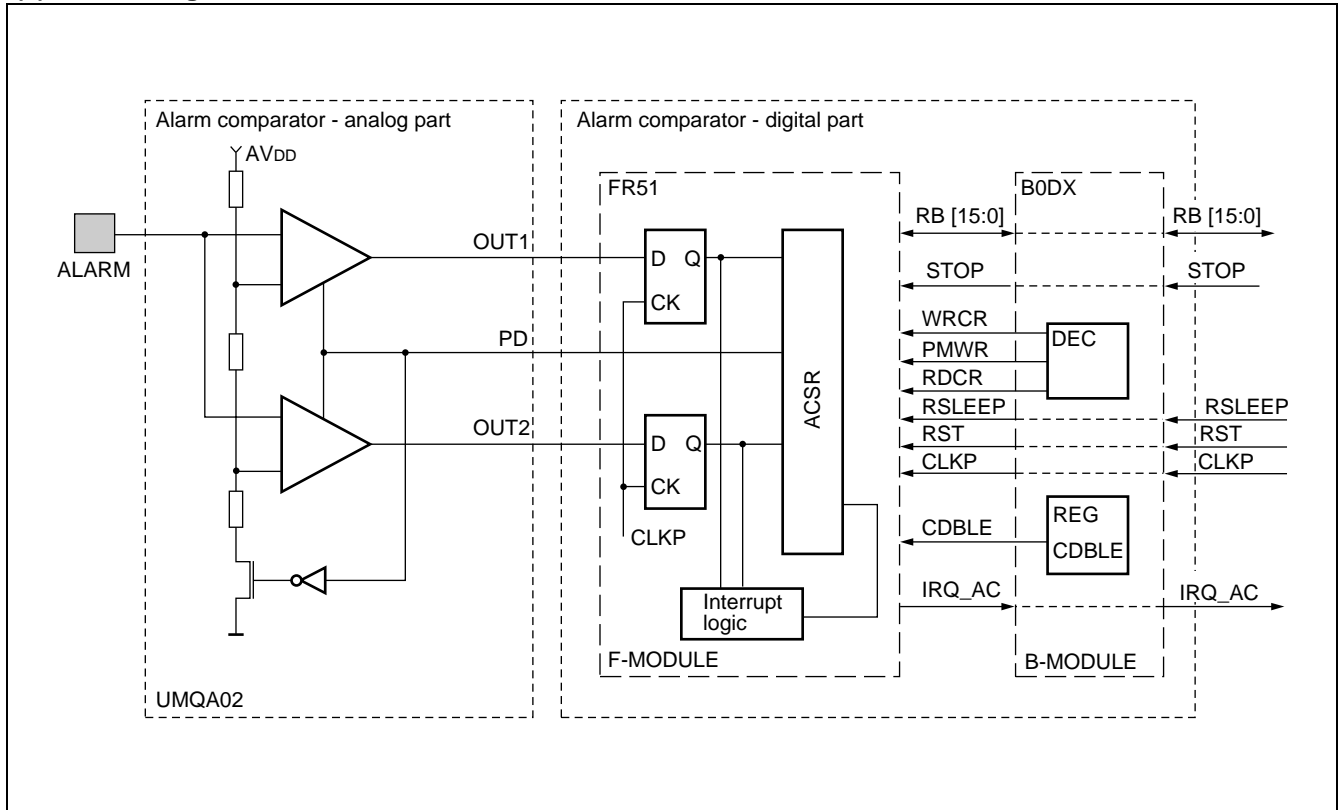 Alarm comparator - analog part
AVDD
ALARM
OUT1
PD
OUT2
UMQA02
Alarm comparator - digital part
FR51
D Q
CK
D Q
CK
CLKP
ACSR
Interrupt
logic
F-MODULE
RB [15:0]
STOP
WRCR
PMWR
RDCR
RSLEEP
RST
CLKP
CDBLE
IRQ_AC
B0DX
DEC
REG
CDBLE
B-MODULE
RB [15:0]
STOP
RSLEEP
RST
CLKP
IRQ_AC